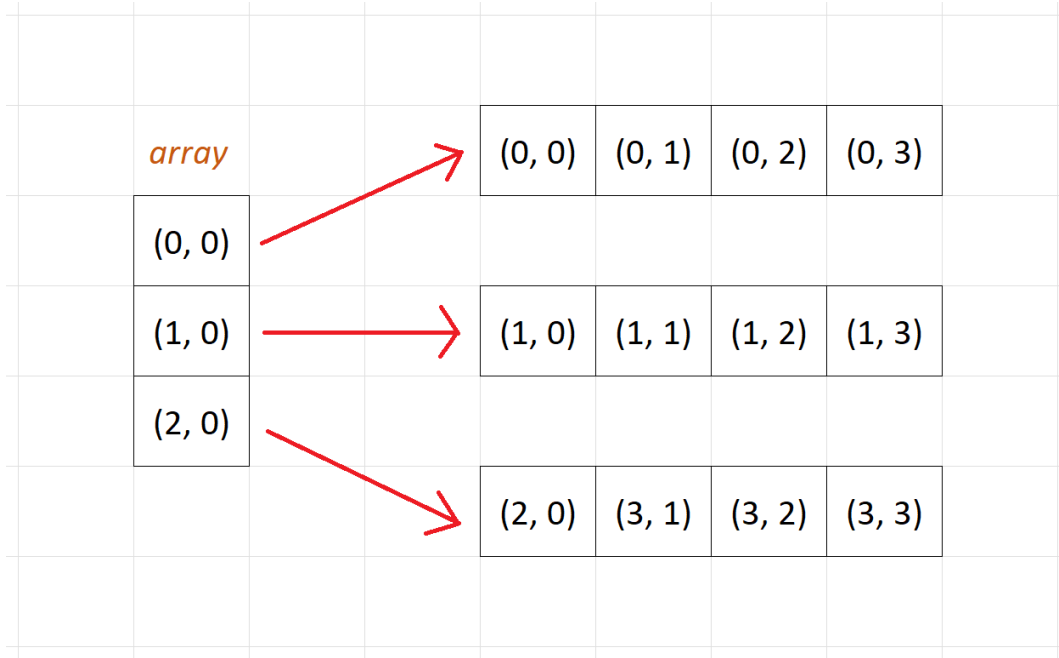 (0, 0) (0, 1) (0, 2) (0, 3)
array
(0, 0)
(1, 0) (1, 0) (1, 1) (1, 2) (1, 3)
(2, 0)
(2, 0) (3, 1) (3, 2) (3, 3)